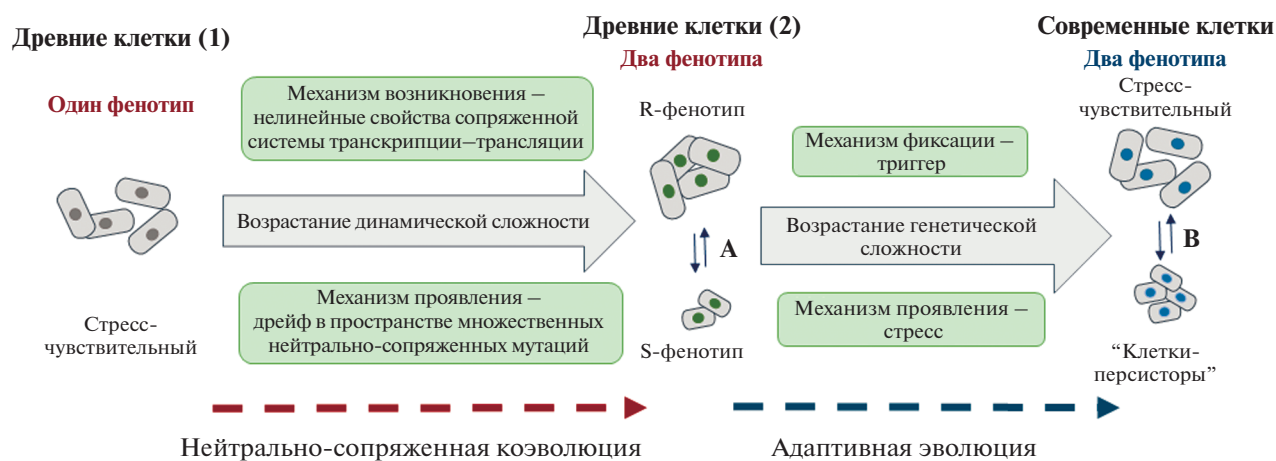 Древние клетки (1)
Один фенотип
Стресс-
чувствительный
Механизм возникновения –
нелинейные свойства сопряженной
системы транскрипции–трансляции
Возрастание динамической сложности
Механизм проявления –
дрейф в пространстве множественных
нейтрально-сопряженных мутаций
Древние клетки (2)
Два фенотипа
R-фенотип
А
S-фенотип
Механизм фиксации –
триггер
Возрастание генетической
сложности
Механизм проявления –
стресс
Современные клетки
Два фенотипа
Стресс-
чувствительный
В
“Клетки-
персисторы”
Нейтрально-сопряженная коэволюция
Адаптивная эволюция